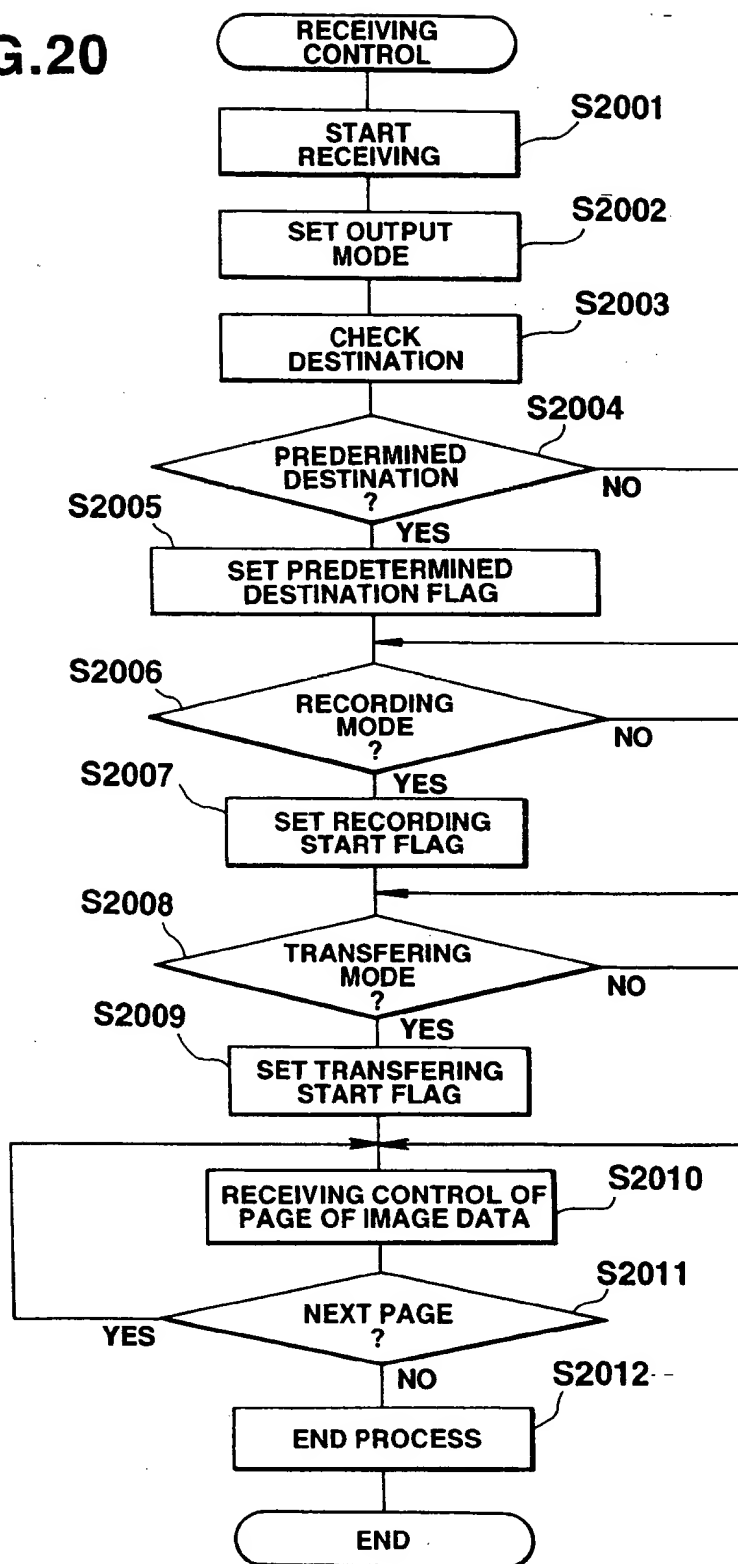 G.20
RECEIVING
CONTROL
S2001
START
RECEIVING
S2002
SET OUTPUT
MODE
S2003
CHECK
DESTINATION
S2004
PREDERMINED
DESTINATION
?
NO
YES
S2005
SET PREDETERMINED
DESTINATION FLAG
S2006
RECORDING
MODE
?
NO
YES
S2007
SET RECORDING
START FLAG
S2008
TRANSFERING
MODE
?
NO
YES
S2009
SET TRANSFERING
START FLAG
S2010
RECEIVING CONTROL OF
PAGE OF IMAGE DATA
S2011
NEXT PAGE
?
YES
NO
S2012
END PROCESS
END